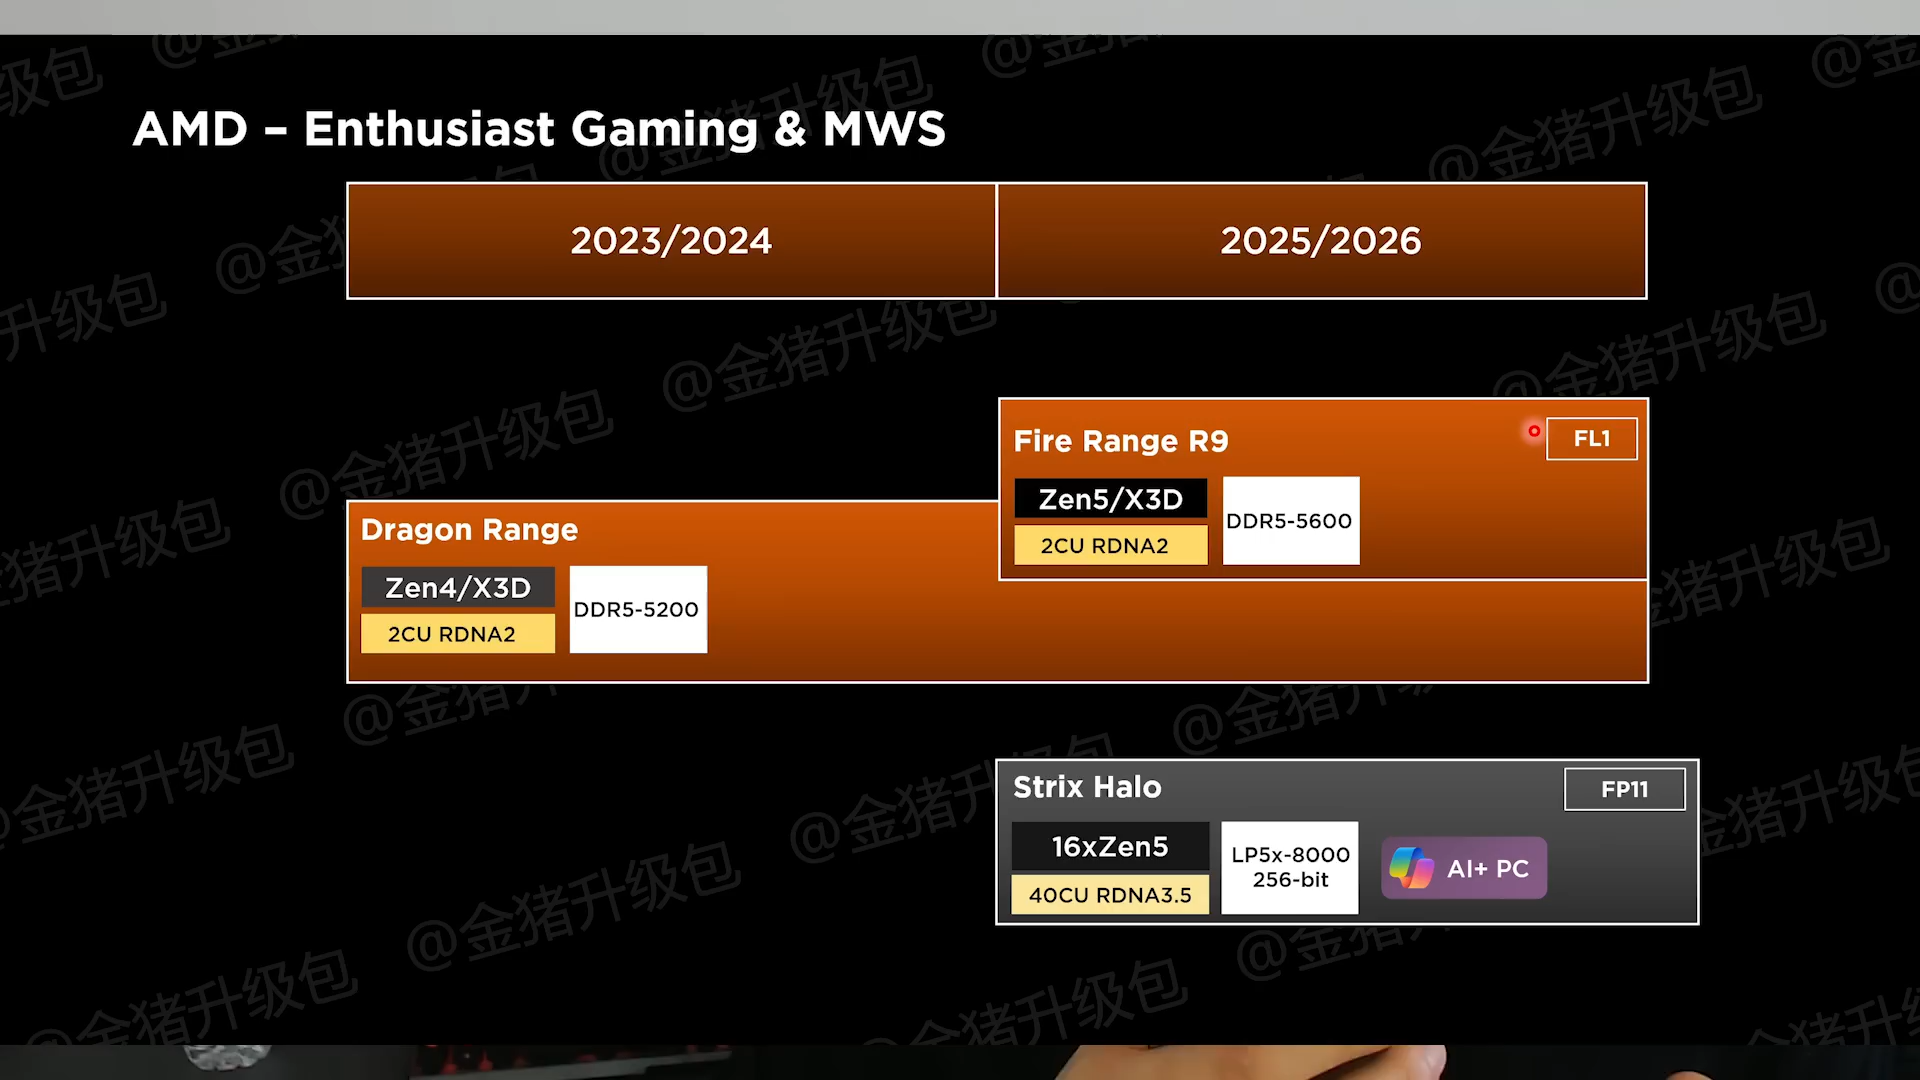 AMD – Enthusiast Gaming & MWS
2023/2024
2025/2026
Fire Range R9
FL1
Zen5/X3D
2CU RDNA2
DDR5-5600
Dragon Range
Zen4/X3D
2CU RDNA2
DDR5-5200
Strix Halo
FP11
16xZen5
40CU RDNA3.5
LP5x-8000
256-bit
AI+ PC
@金猪升级包